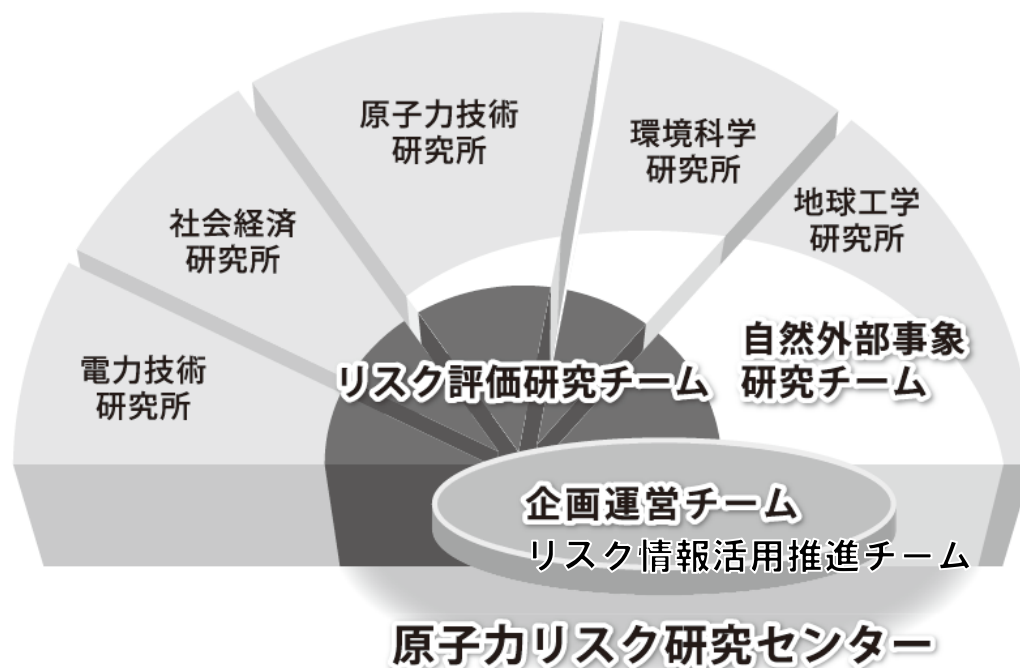 原子力技術
研究所
環境科学
研究所
社会経済
研究所
地球工学
研究所
電力技術
研究所
リスク評価研究チーム
自然外部事象
研究チーム
企画運営チーム
リスク情報活用推進チーム
原子力リスク研究センター